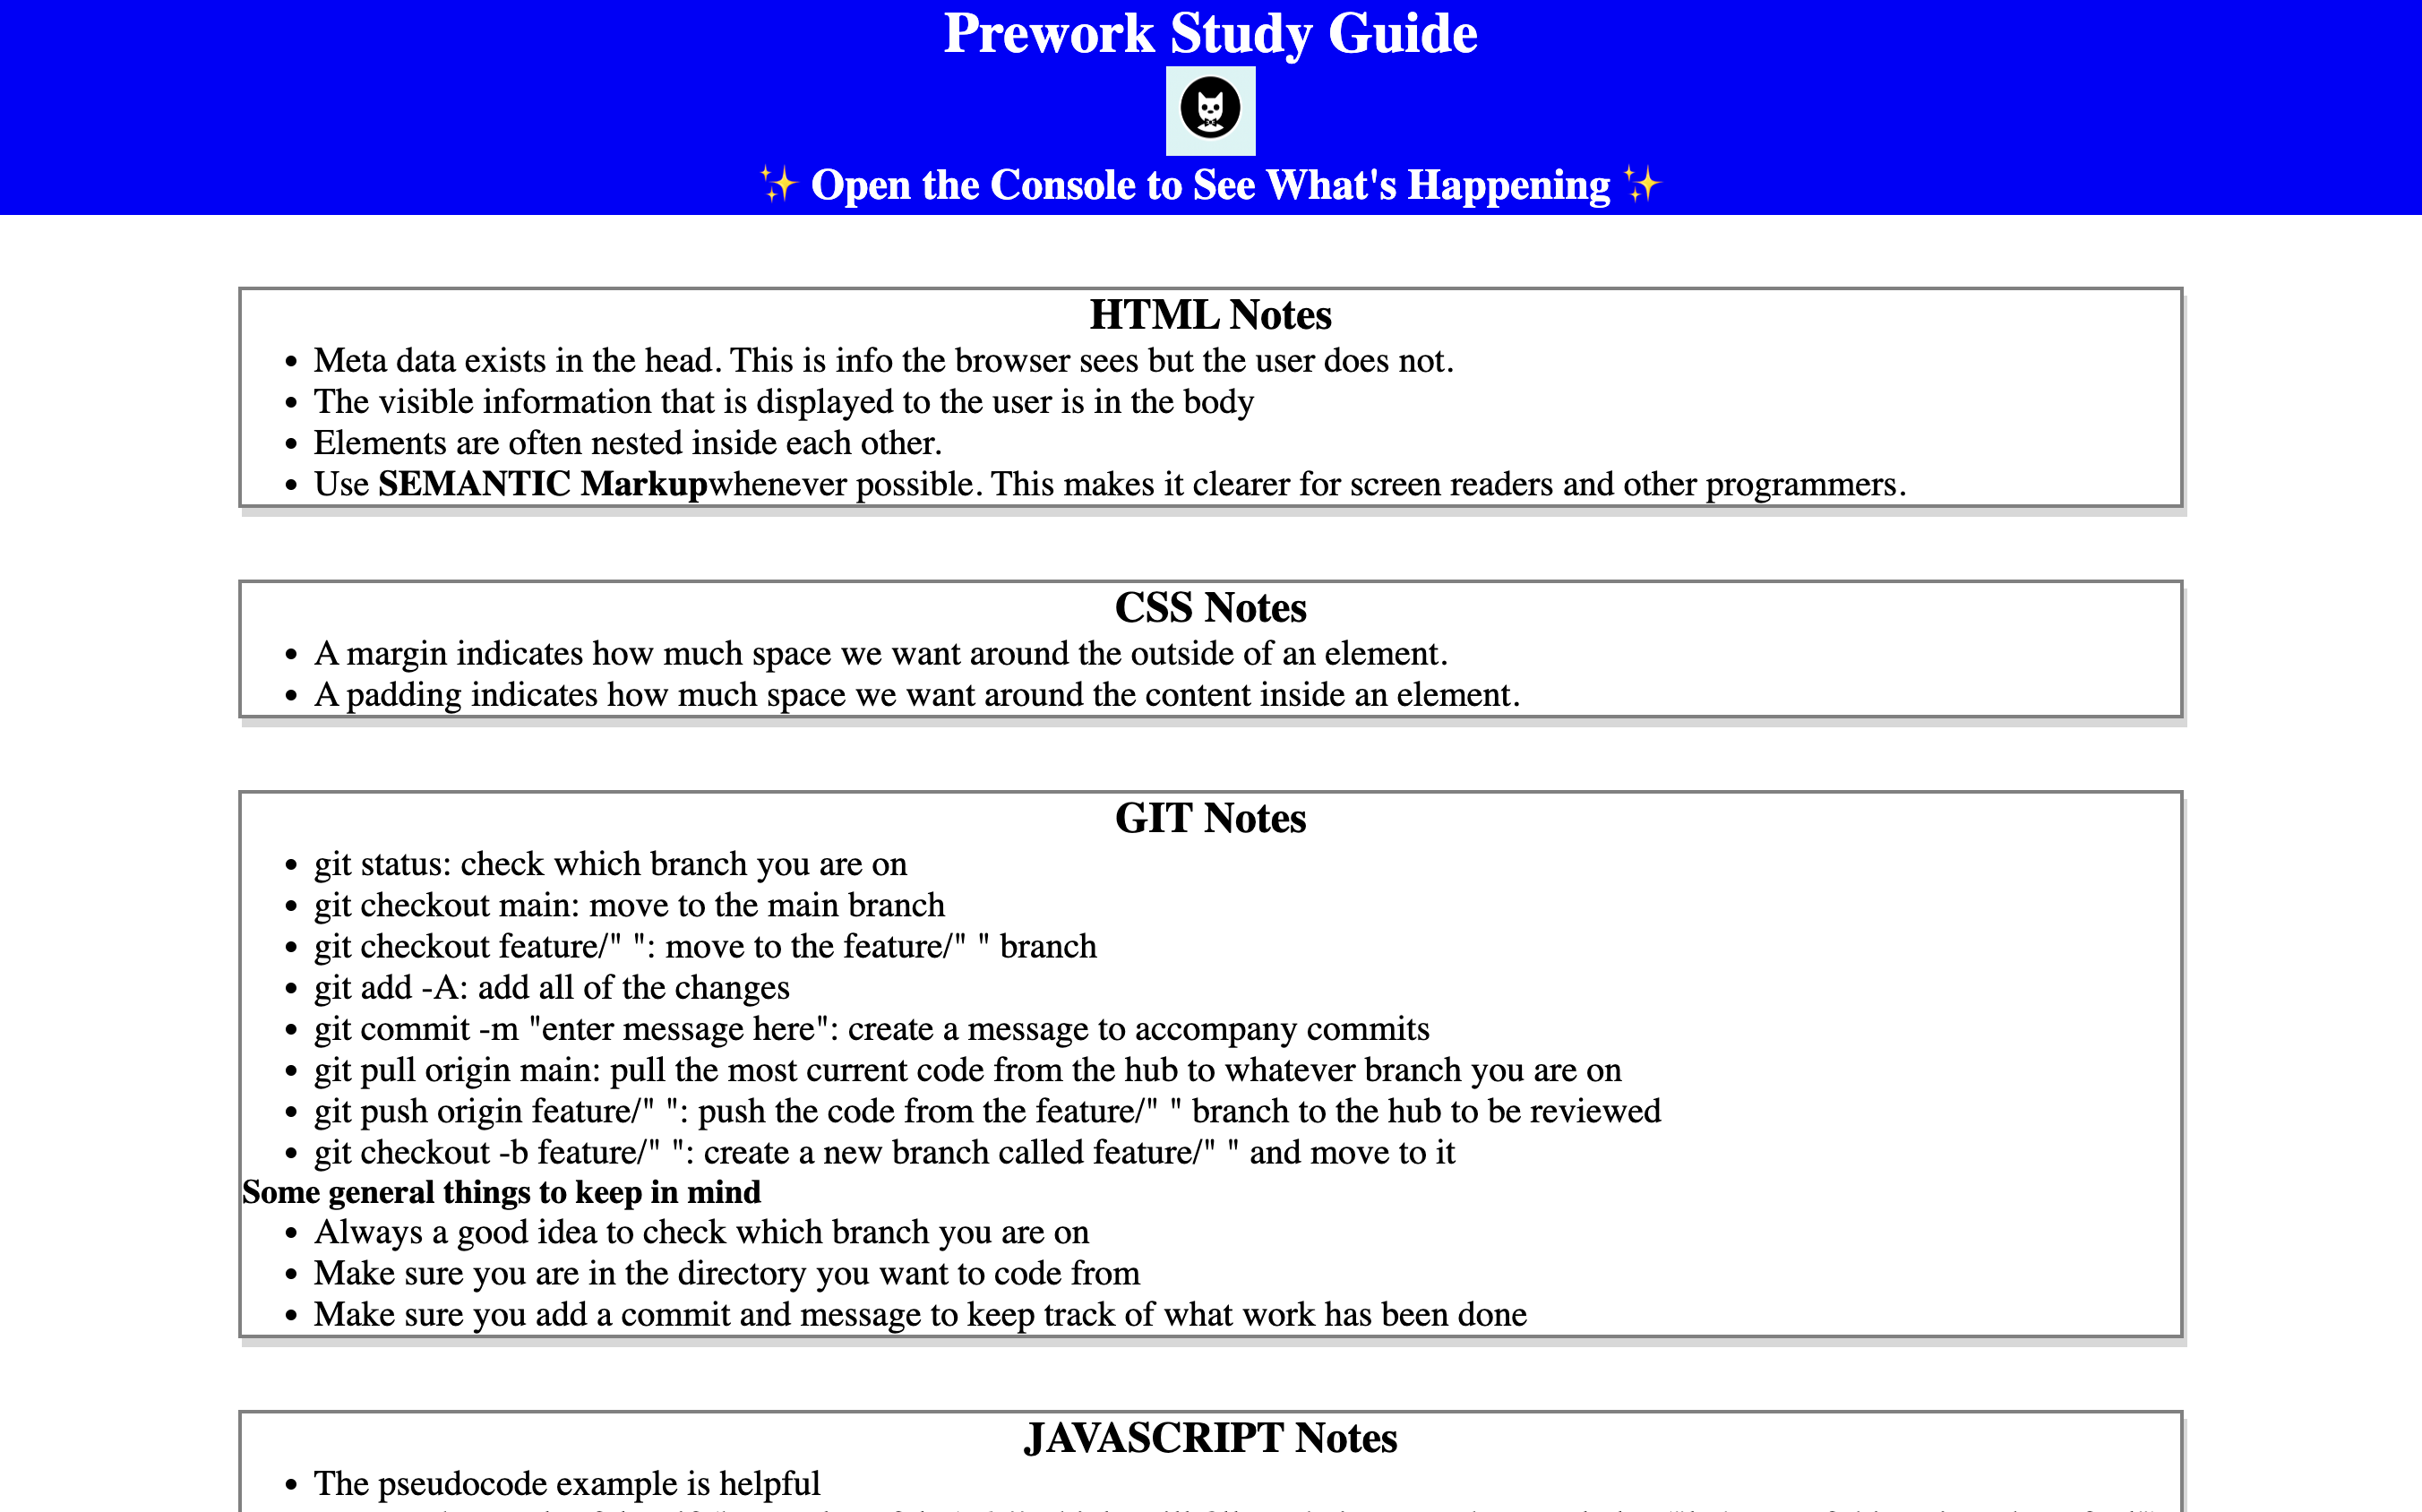 Prework Study Guide
✨ Open the Console to See What's Happening ✨
HTML Notes
• Meta data exists in the head. This is info the browser sees but the user does not.
• The visible information that is displayed to the user is in the body
• Elements are often nested inside each other.
• Use SEMANTIC Markupwhenever possible. This makes it clearer for screen readers and other programmers.
CSS Notes
• A margin indicates how much space we want around the outside of an element.
• A padding indicates how much space we want around the content inside an element.
GIT Notes
• git status: check which branch you are on
• git checkout main: move to the main branch
• git checkout feature/" ": move to the feature/" " branch
• git add -A: add all of the changes
• git commit -m "enter message here": create a message to accompany commits
• git pull origin main: pull the most current code from the hub to whatever branch you are on
• git push origin feature/" ": push the code from the feature/" " branch to the hub to be reviewed
• git checkout -b feature/" ": create a new branch called feature/" " and move to it
Some general things to keep in mind
• Always a good idea to check which branch you are on
• Make sure you are in the directory you want to code from
• Make sure you add a commit and message to keep track of what work has been done
JAVASCRIPT Notes
• The pseudocode example is helpful